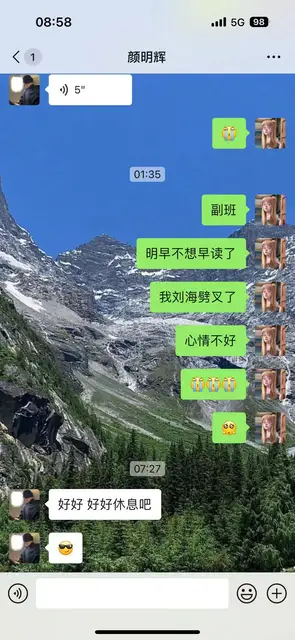 08:58
5G
98
1
颜明辉
5"
01:35
副班
明早不想早读了
我刘海劈叉了
心情不好
07:27
好好 好好休息吧